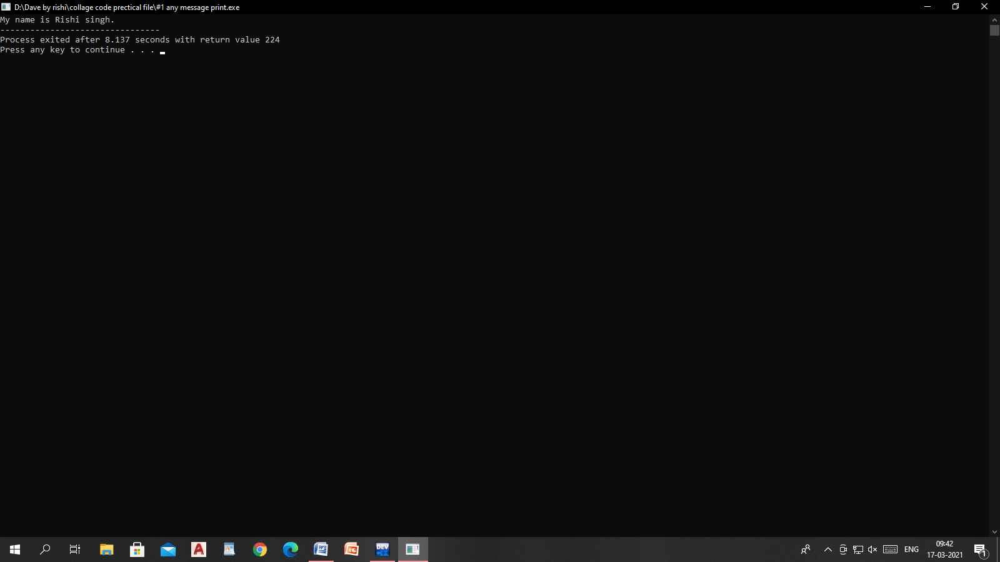 D:\Dave by rishi\collage code prectical file\#1 any message print.exe
My name is Rishi singh.
--------------------------------
Process exited after 8.137 seconds with return value 224
Press any key to continue . . .
DEV
ENG
09:42
17-03-2021
1